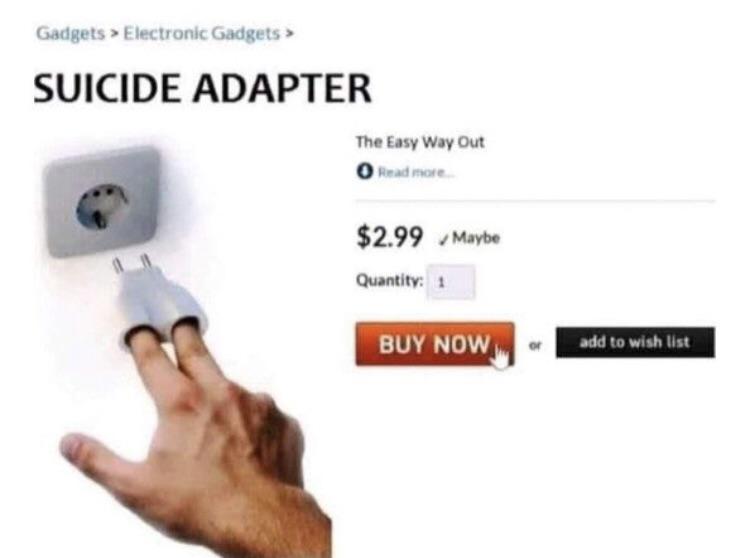 Gadgets > Electronic Gadgets >
SUICIDE ADAPTER
The Easy Way Out
Read more...
$2.99 ✓ Maybe
Quantity: 1
BUY NOW or add to wish list